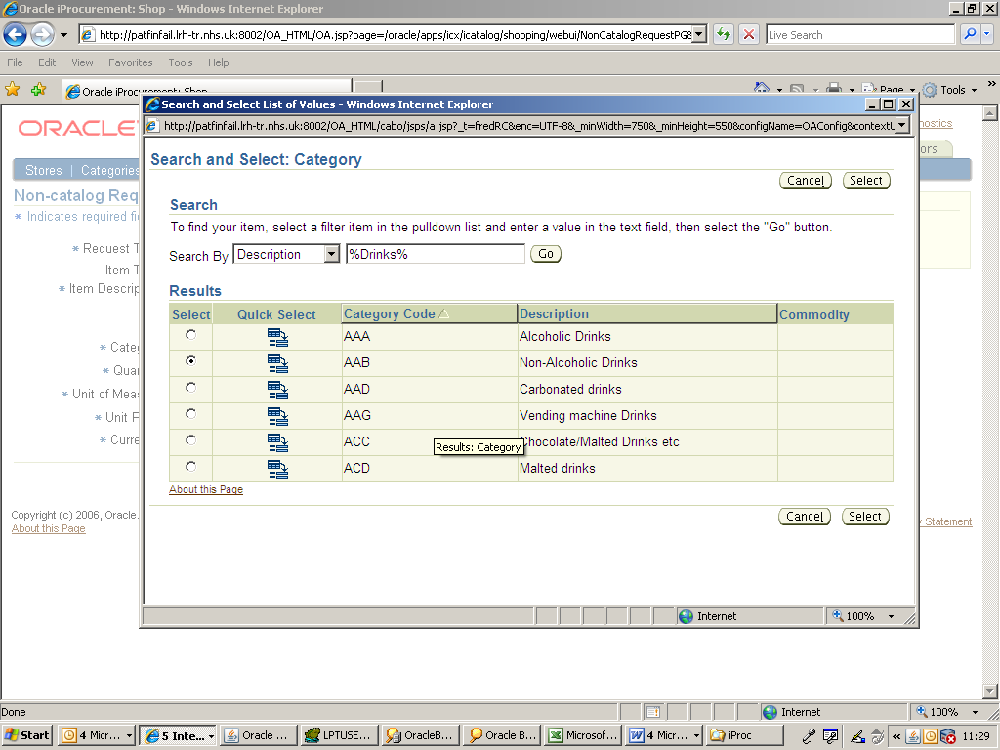 Oracle iProcurement: Shop - Windows Internet Explorer
http://patfinfail.lrh-tr.nhs.uk:8002/OA_HTML/OA.jsp?page=/oracle/apps/icx/icatalog/shopping/webui/NonCatalogRequestPG&
Live Search
File Edit View Favorites Tools Help
Oracle iProcurement: Shop
Page Tools »
Search and Select List of Values - Windows Internet Explorer
http://patfinfail.lrh-tr.nhs.uk:8002/OA_HTML/cabo/jsps/a.jsp?_t=fredRC&enc=UTF-8&_minWidth=750&_minHeight=550&configName=OAConfig&context
ORACLE
Stores | Categories
Non-catalog Req
* Indicates required
* Request T
Item T
* Item Descrip
* Categ
* Quan
* Unit of Meas
* Unit F
* Curre
Search and Select: Category
Cancel Select
Search
To find your item, select a filter item in the pulldown list and enter a value in the text field, then select the "Go" button.
Search By Description %Drinks% Go
Results
Select Quick Select Category Code Description Commodity
AAA Alcoholic Drinks
AAB Non-Alcoholic Drinks
AAD Carbonated drinks
AAG Vending machine Drinks
ACC Chocolate/Malted Drinks etc
Results: Category
ACD Malted drinks
About this Page
Cancel Select
Copyright (c) 2006, Oracle.
About this Page
Statement
Internet 100%
Done Internet 100%
Start 4 Micr... 5 Inte... Oracle ... LPTUSE... OracleB... Oracle B... Microsof... 4 Micr... iProc « 11:29